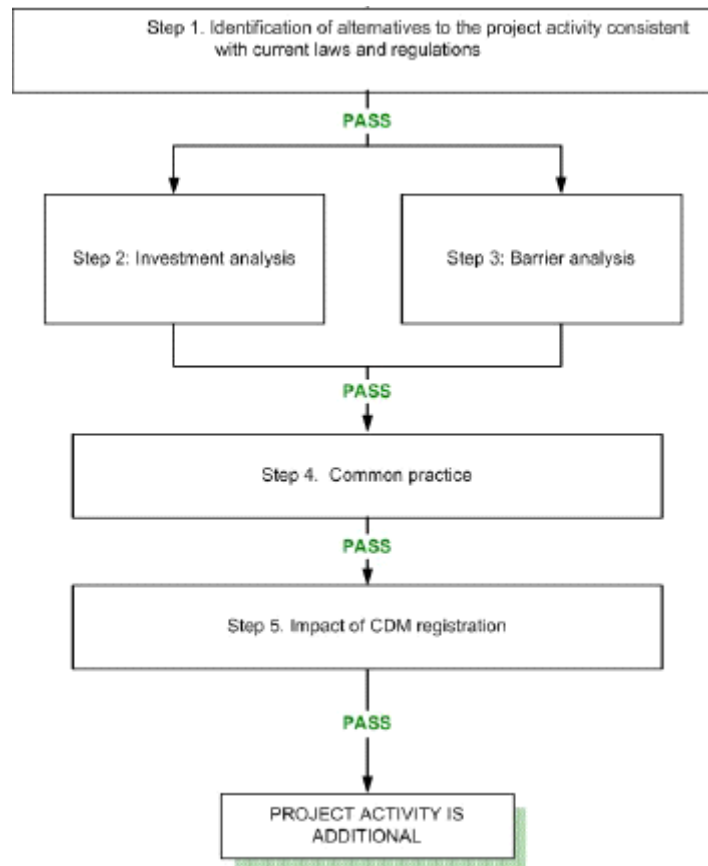 Step 1. Identification of alternatives to the project activity consistent
with current laws and regulations
PASS
Step 2: Investment analysis
Step 3: Barrier analysis
PASS
Step 4. Common practice
PASS
Step 5. Impact of CDM registration
PASS
PROJECT ACTIVITY IS
ADDITIONAL